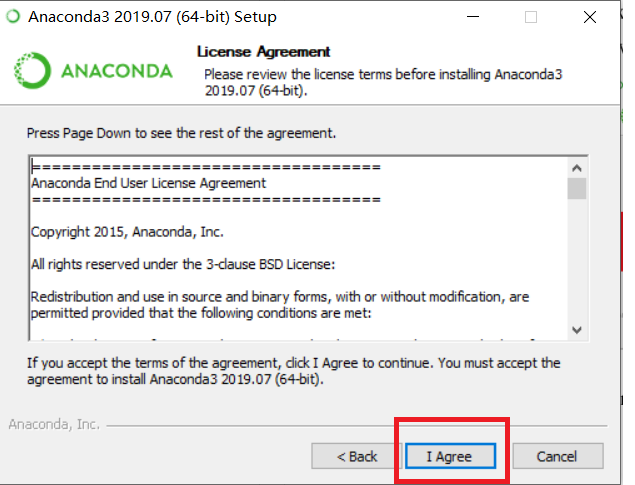 Anaconda3 2019.07 (64-bit) Setup
License Agreement
ANACONDA
Please review the license terms before installing Anaconda3
2019.07 (64-bit).
Press Page Down to see the rest of the agreement.
===================================
Anaconda End User License Agreement
===================================
Copyright 2015, Anaconda, Inc.
All rights reserved under the 3-clause BSD License:
Redistribution and use in source and binary forms, with or without modification, are
permitted provided that the following conditions are met:
If you accept the terms of the agreement, click I Agree to continue. You must accept the
agreement to install Anaconda3 2019.07 (64-bit).
Anaconda, Inc.
< Back
I Agree
Cancel